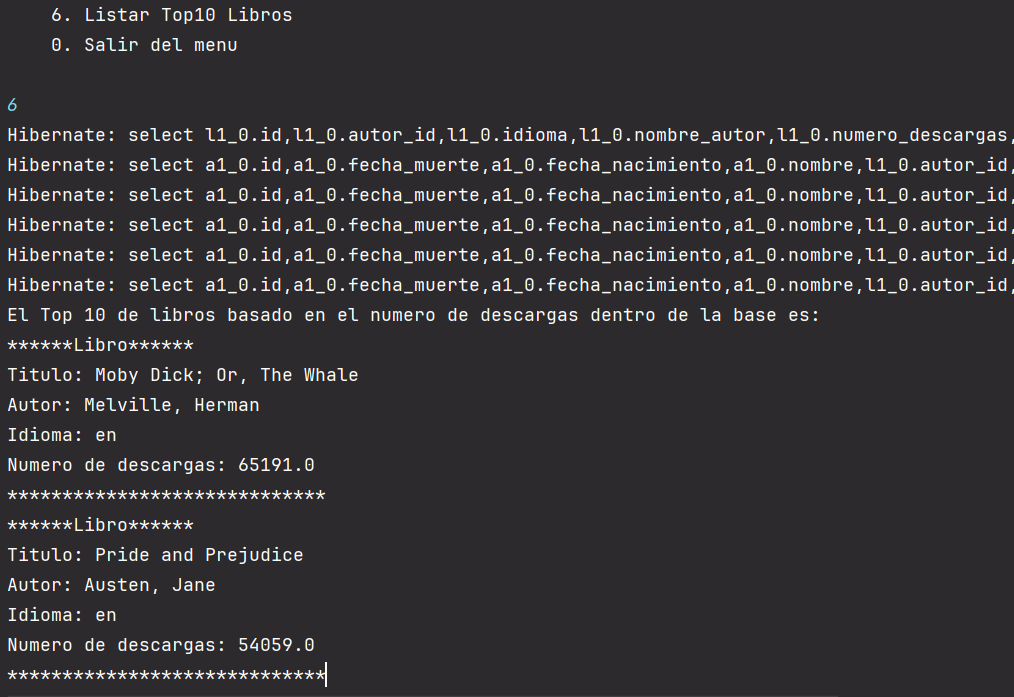 6. Listar Top10 Libros
0. Salir del menu
6
Hibernate: select l1_0.id,l1_0.autor_id,l1_0.idioma,l1_0.nombre_autor,l1_0.numero_descargas,
Hibernate: select a1_0.id,a1_0.fecha_muerte,a1_0.fecha_nacimiento,a1_0.nombre,l1_0.autor_id,
Hibernate: select a1_0.id,a1_0.fecha_muerte,a1_0.fecha_nacimiento,a1_0.nombre,l1_0.autor_id,
Hibernate: select a1_0.id,a1_0.fecha_muerte,a1_0.fecha_nacimiento,a1_0.nombre,l1_0.autor_id,
Hibernate: select a1_0.id,a1_0.fecha_muerte,a1_0.fecha_nacimiento,a1_0.nombre,l1_0.autor_id,
Hibernate: select a1_0.id,a1_0.fecha_muerte,a1_0.fecha_nacimiento,a1_0.nombre,l1_0.autor_id,
El Top 10 de libros basado en el numero de descargas dentro de la base es:
******Libro******
Titulo: Moby Dick; Or, The Whale
Autor: Melville, Herman
Idioma: en
Numero de descargas: 65191.0
*****************************
******Libro******
Titulo: Pride and Prejudice
Autor: Austen, Jane
Idioma: en
Numero de descargas: 54059.0
*****************************